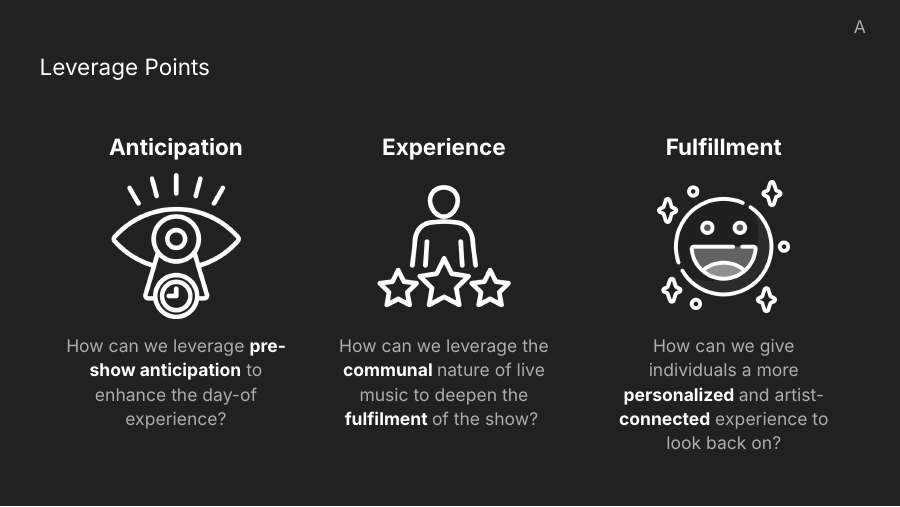 A
Leverage Points
Anticipation
Experience
Fulfillment
How can we leverage pre-
show anticipation to
enhance the day-of
experience?
How can we leverage the
communal nature of live
music to deepen the
fulfilment of the show?
How can we give
individuals a more
personalized and artist-
connected experience to
look back on?